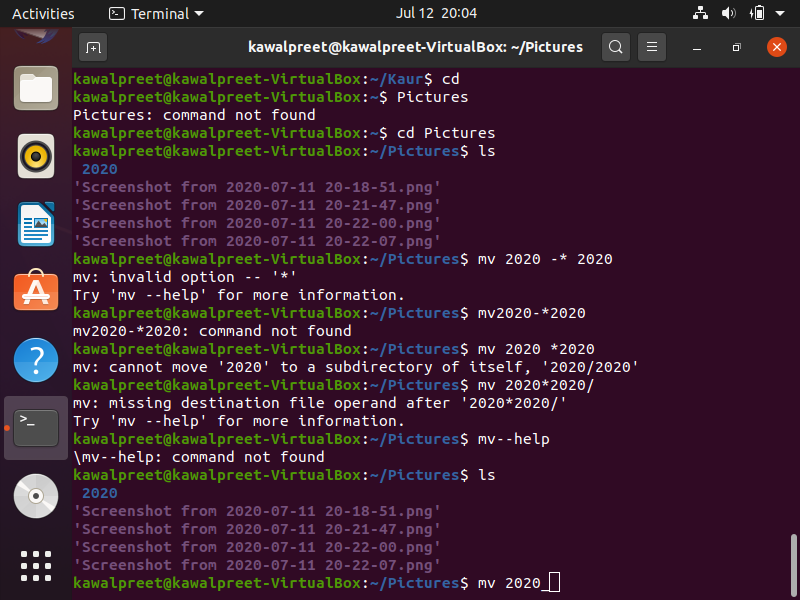 Activities Terminal Jul 12 20:04
kawalpreet@kawalpreet-VirtualBox: ~/Pictures
kawalpreet@kawalpreet-VirtualBox:~/Kaur$ cd
kawalpreet@kawalpreet-VirtualBox:~$ Pictures
Pictures: command not found
kawalpreet@kawalpreet-VirtualBox:~$ cd Pictures
kawalpreet@kawalpreet-VirtualBox:~/Pictures$ ls
2020
'Screenshot from 2020-07-11 20-18-51.png'
'Screenshot from 2020-07-11 20-21-47.png'
'Screenshot from 2020-07-11 20-22-00.png'
'Screenshot from 2020-07-11 20-22-07.png'
kawalpreet@kawalpreet-VirtualBox:~/Pictures$ mv 2020 -* 2020
mv: invalid option -- '*'
Try 'mv --help' for more information.
kawalpreet@kawalpreet-VirtualBox:~/Pictures$ mv2020-*2020
mv2020-*2020: command not found
kawalpreet@kawalpreet-VirtualBox:~/Pictures$ mv 2020 *2020
mv: cannot move '2020' to a subdirectory of itself, '2020/2020'
kawalpreet@kawalpreet-VirtualBox:~/Pictures$ mv 2020*2020/
mv: missing destination file operand after '2020*2020/'
Try 'mv --help' for more information.
kawalpreet@kawalpreet-VirtualBox:~/Pictures$ mv--help
\mv--help: command not found
kawalpreet@kawalpreet-VirtualBox:~/Pictures$ ls
2020
'Screenshot from 2020-07-11 20-18-51.png'
'Screenshot from 2020-07-11 20-21-47.png'
'Screenshot from 2020-07-11 20-22-00.png'
'Screenshot from 2020-07-11 20-22-07.png'
kawalpreet@kawalpreet-VirtualBox:~/Pictures$ mv 2020_